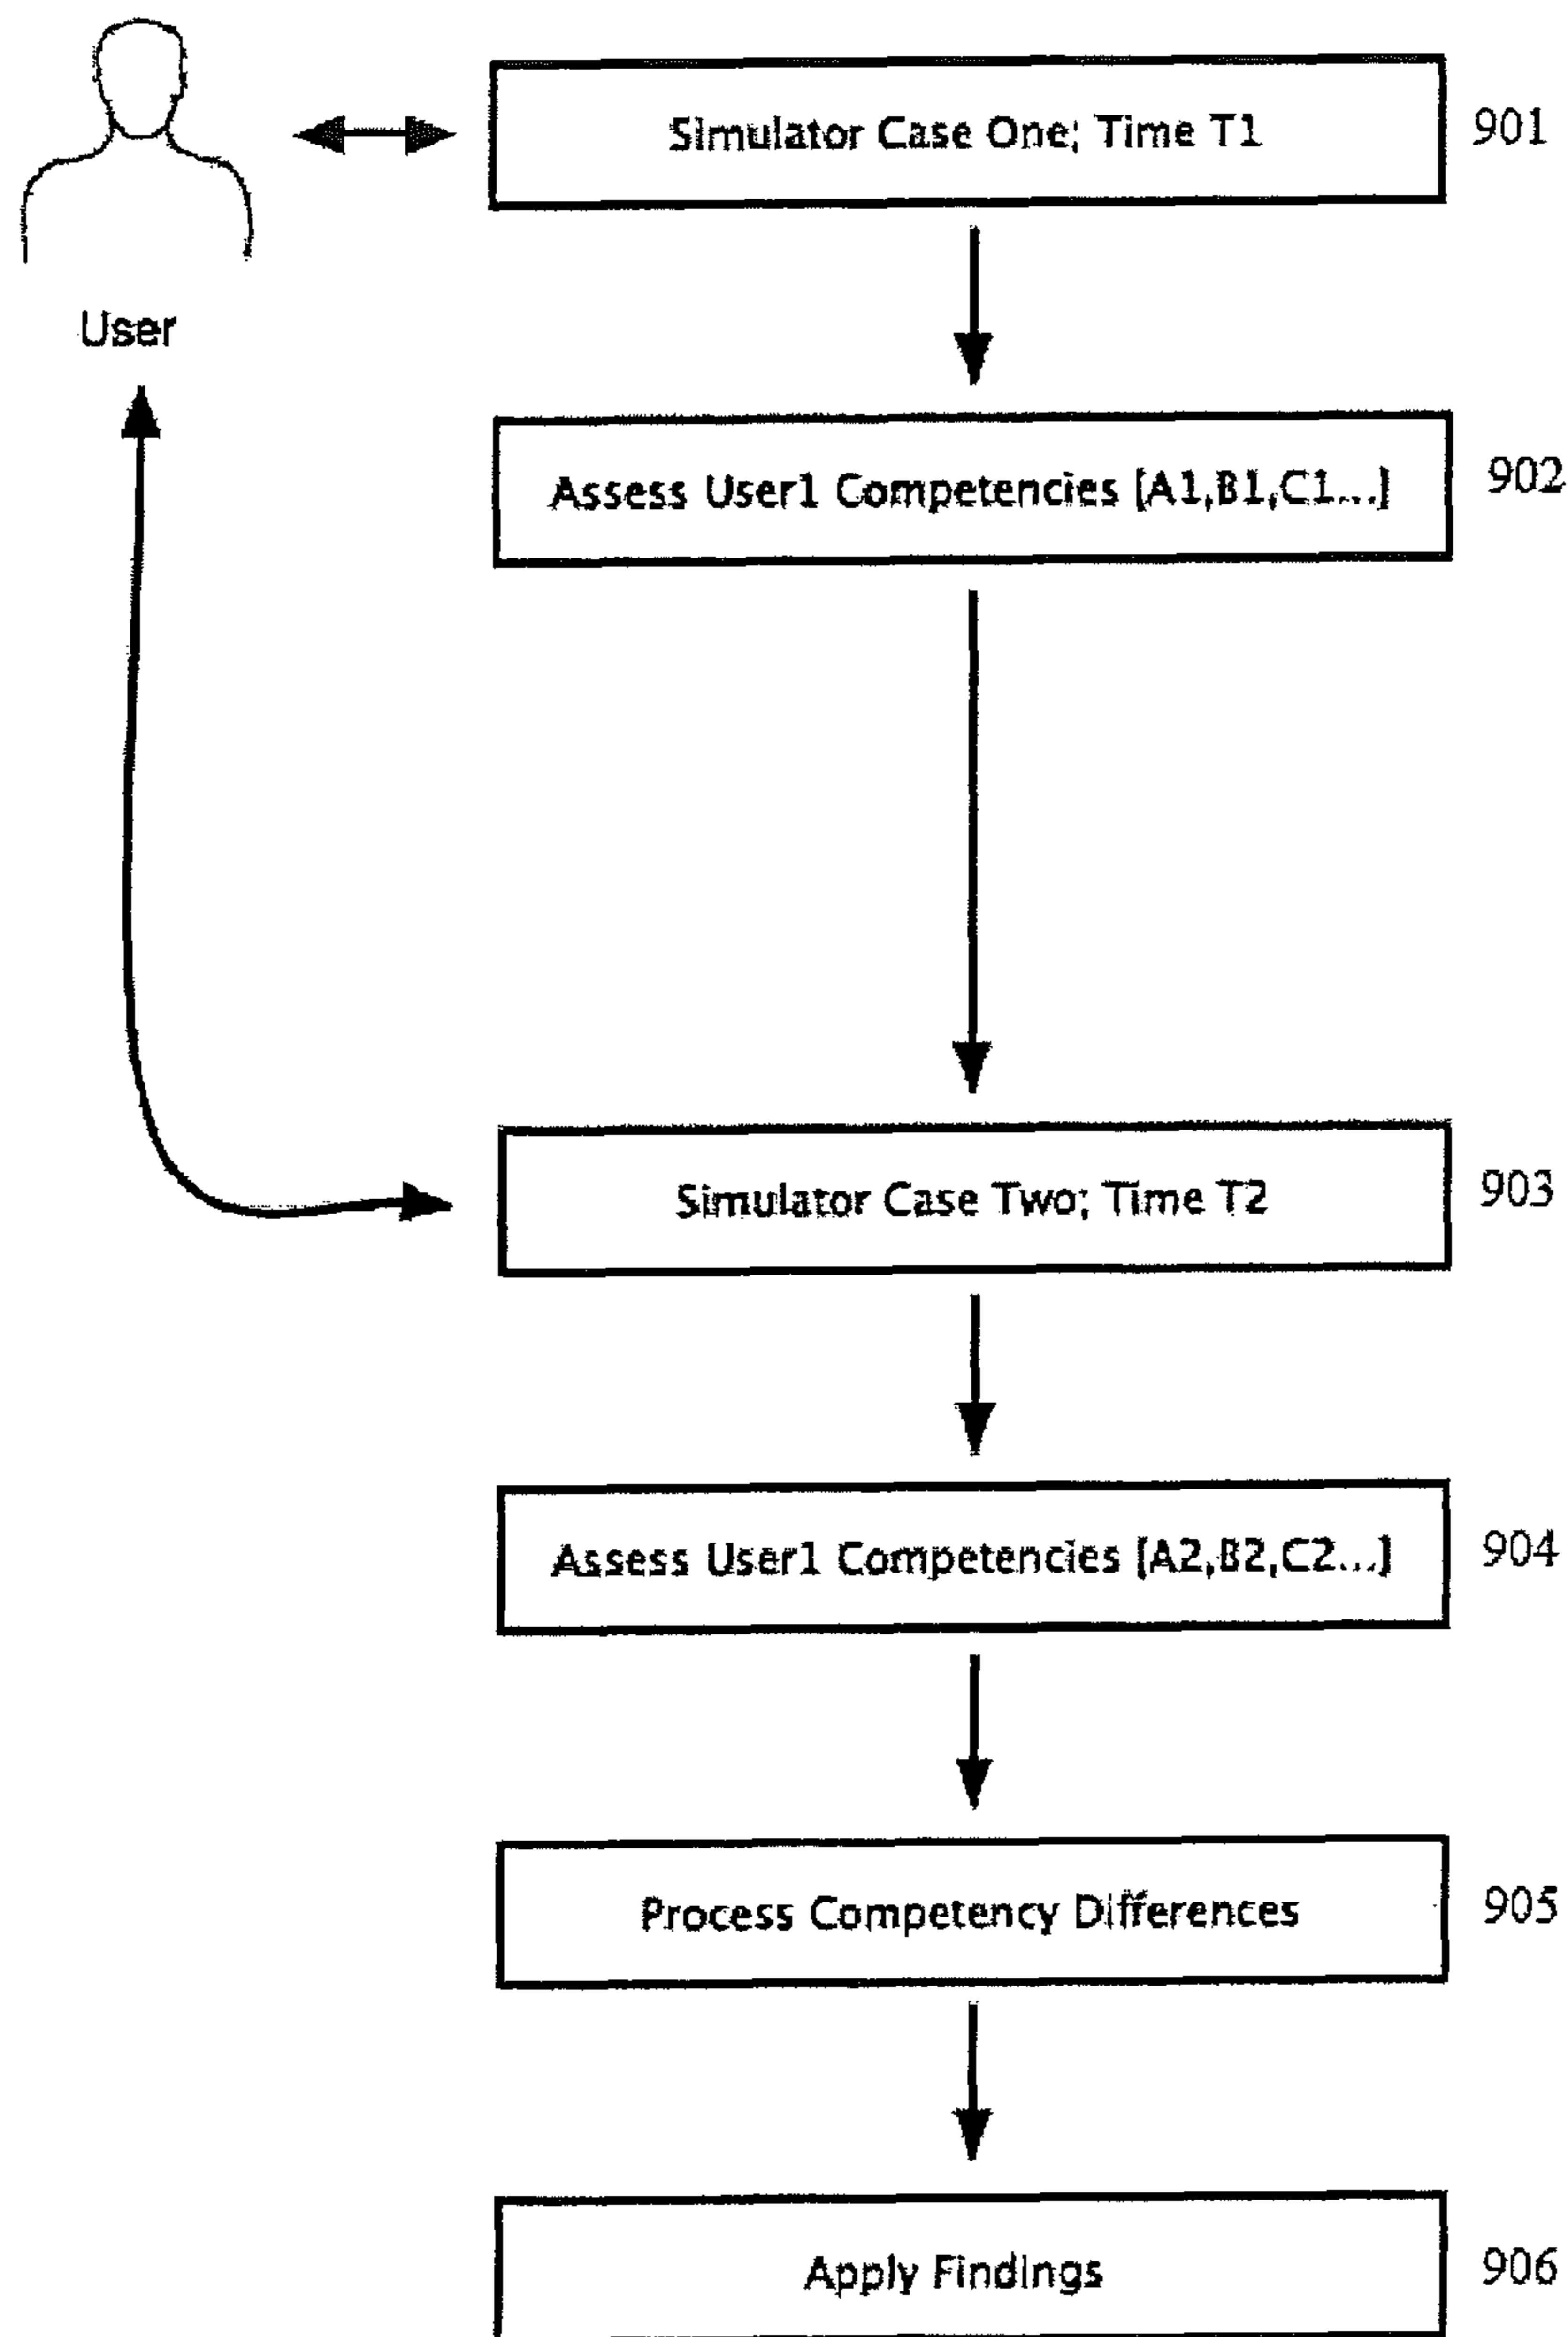 Simulator Case One; Time T1
901
User
Assess User1 Competencies [A1,B1,C1...]
902
Simulator Case Two; Time T2
903
Assess User1 Competencies [A2,B2,C2...]
904
Process Competency Differences
905
Apply Findings
906